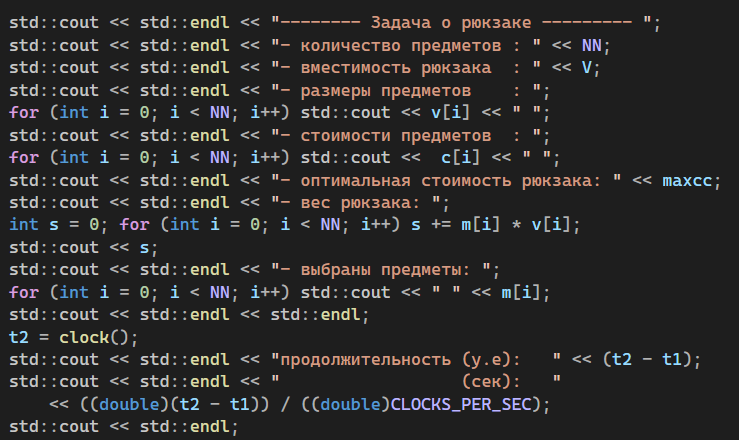 std::cout << std::endl << "-------- Задача о рюкзаке --------- ";
std::cout << std::endl << "- количество предметов : " << NN;
std::cout << std::endl << "- вместимость рюкзака  : " << V;
std::cout << std::endl << "- размеры предметов    : ";
for (int i = 0; i < NN; i++) std::cout << v[i] << " ";
std::cout << std::endl << "- стоимости предметов  : ";
for (int i = 0; i < NN; i++) std::cout <<  c[i] << " ";
std::cout << std::endl << "- оптимальная стоимость рюкзака: " << maxcc;
std::cout << std::endl << "- вес рюкзака: ";
int s = 0; for (int i = 0; i < NN; i++) s += m[i] * v[i];
std::cout << s;
std::cout << std::endl << "- выбраны предметы: ";
for (int i = 0; i < NN; i++) std::cout << " " << m[i];
std::cout << std::endl << std::endl;
t2 = clock();
std::cout << std::endl << "продолжительность (у.е):   " << (t2 - t1);
std::cout << std::endl << "                  (сек):   "
    << ((double)(t2 - t1)) / ((double)CLOCKS_PER_SEC);
std::cout << std::endl;